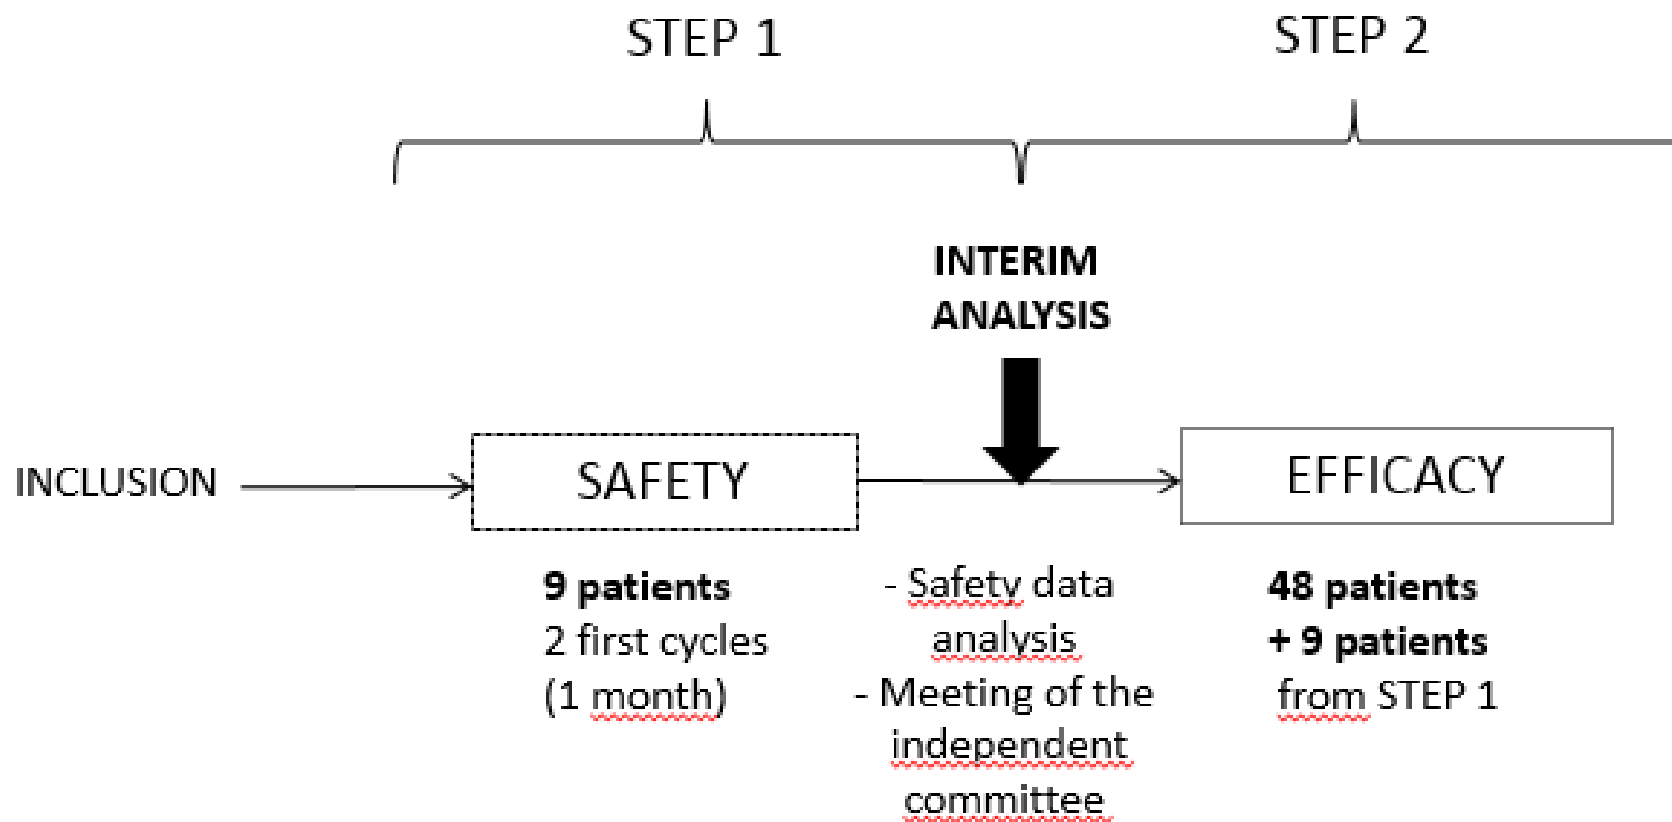 STEP 1
STEP 2
INTERIM
ANALYSIS
INCLUSION
SAFETY
EFFICACY
9 patients
2 first cycles
(1 month)
- Safety data
analysis
- Meeting of the
independent
committee
48 patients
+ 9 patients
from STEP 1